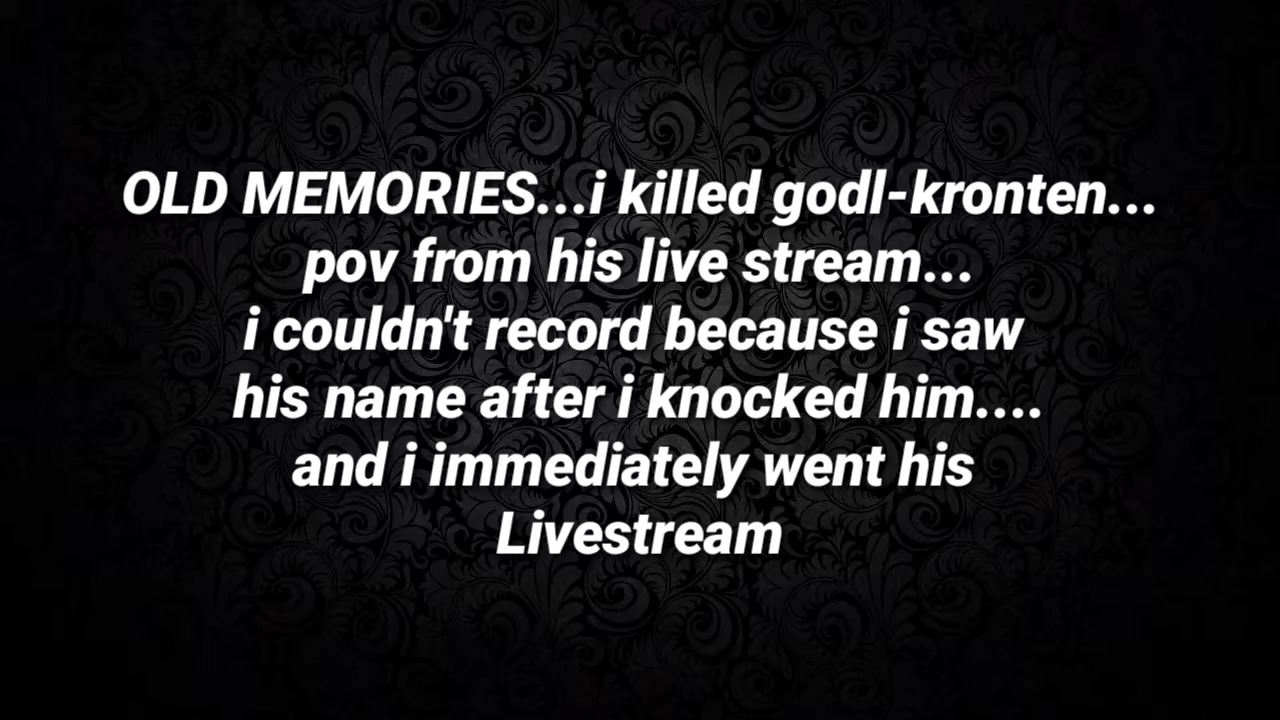 OLD MEMORIES...i killed godl-kronten...
pov from his live stream...
i couldn't record because i saw
his name after i knocked him....
and i immediately went his
Livestream